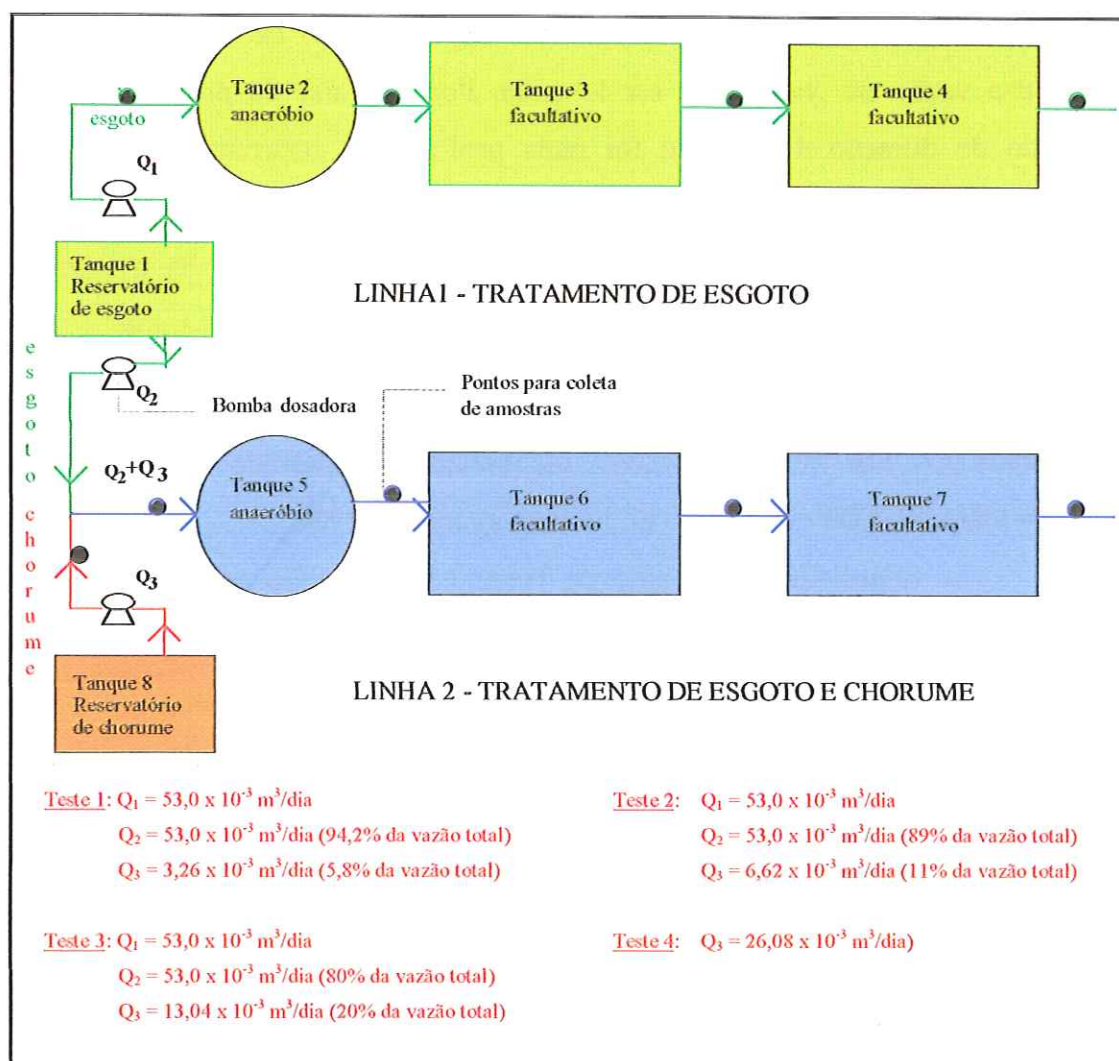 Tanque 2
anaeróbio
Tanque 3
facultativo
Tanque 4
facultativo
esgoto
Q1
Tanque 1
Reservatório
de esgoto
LINHA1 - TRATAMENTO DE ESGOTO
esgoto
Q2
Bomba dosadora
Pontos para coleta
de amostras
Q2+Q3
Tanque 5
anaeróbio
Tanque 6
facultativo
Tanque 7
facultativo
chorume
Q3
Tanque 8
Reservatório
de chorume
LINHA 2 - TRATAMENTO DE ESGOTO E CHORUME
Teste 1: Q1 = 53,0 x 10⁻³ m³/dia
Q2 = 53,0 x 10⁻³ m³/dia (94,2% da vazão total)
Q3 = 3,26 x 10⁻³ m³/dia (5,8% da vazão total)
Teste 2: Q1 = 53,0 x 10⁻³ m³/dia
Q2 = 53,0 x 10⁻³ m³/dia (89% da vazão total)
Q3 = 6,62 x 10⁻³ m³/dia (11% da vazão total)
Teste 3: Q1 = 53,0 x 10⁻³ m³/dia
Q2 = 53,0 x 10⁻³ m³/dia (80% da vazão total)
Q3 = 13,04 x 10⁻³ m³/dia (20% da vazão total)
Teste 4: Q3 = 26,08 x 10⁻³ m³/dia)